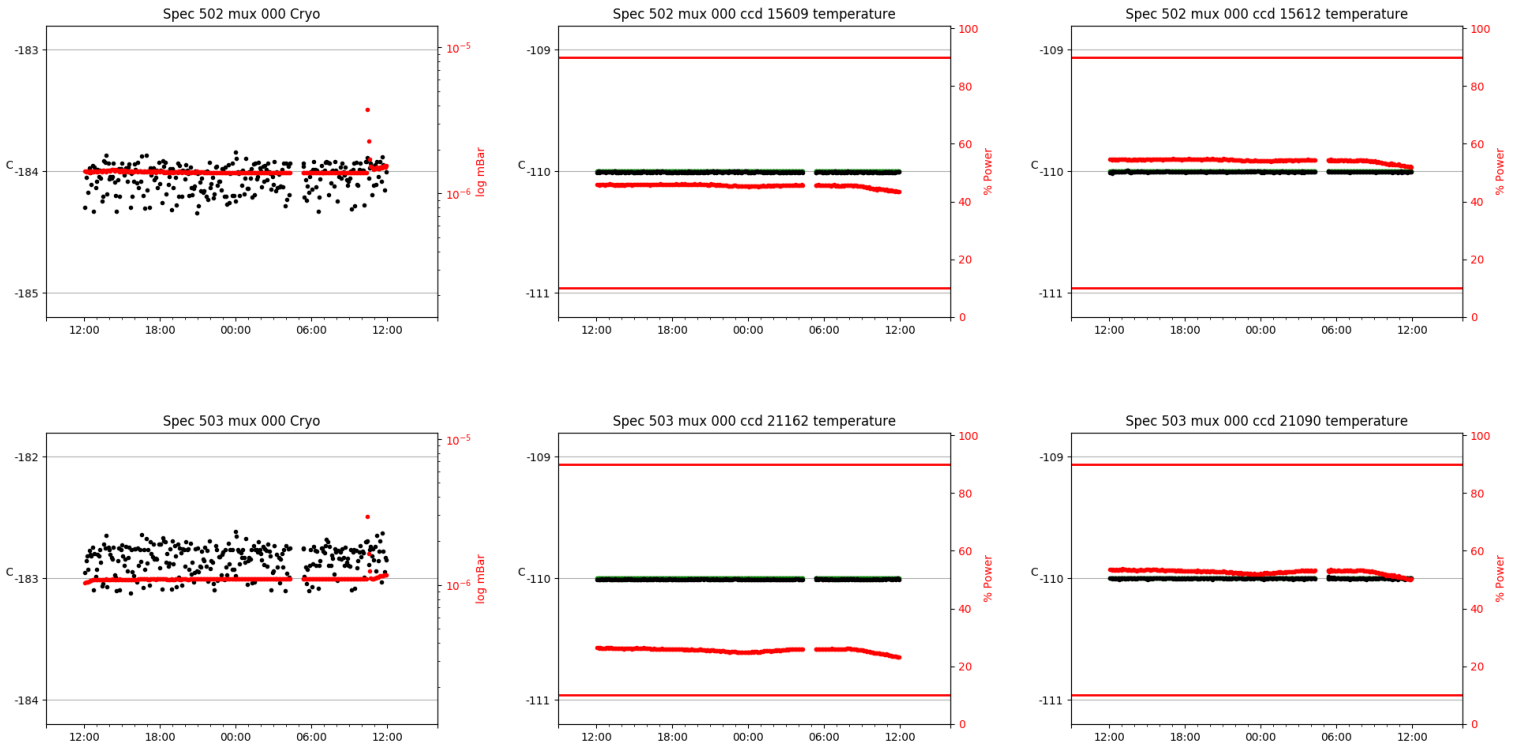 Spec 502 mux 000 Cryo
-183
-184
-185
C
10⁻⁵
10⁻⁶
log mBar
12:00 18:00 00:00 06:00 12:00
Spec 502 mux 000 ccd 15609 temperature
-109
-110
-111
C
100
80
60
40
20
0
% Power
12:00 18:00 00:00 06:00 12:00
Spec 502 mux 000 ccd 15612 temperature
-109
-110
-111
C
100
80
60
40
20
0
% Power
12:00 18:00 00:00 06:00 12:00
Spec 503 mux 000 Cryo
-182
-183
-184
C
10⁻⁵
10⁻⁶
log mBar
12:00 18:00 00:00 06:00 12:00
Spec 503 mux 000 ccd 21162 temperature
-109
-110
-111
C
100
80
60
40
20
0
% Power
12:00 18:00 00:00 06:00 12:00
Spec 503 mux 000 ccd 21090 temperature
-109
-110
-111
C
100
80
60
40
20
0
% Power
12:00 18:00 00:00 06:00 12:00